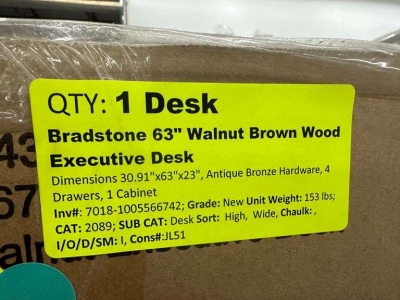 QTY: 1 Desk
Bradstone 63" Walnut Brown Wood
Executive Desk
Dimensions 30.91"x63"x23", Antique Bronze Hardware, 4
Drawers, 1 Cabinet
Inv#: 7018-1005566742; Grade: New Unit Weight: 153 lbs;
CAT: 2089; SUB CAT: Desk Sort: High, Wide, Chaulk: ,
I/O/D/SM: I, Cons#:JL51
43
67